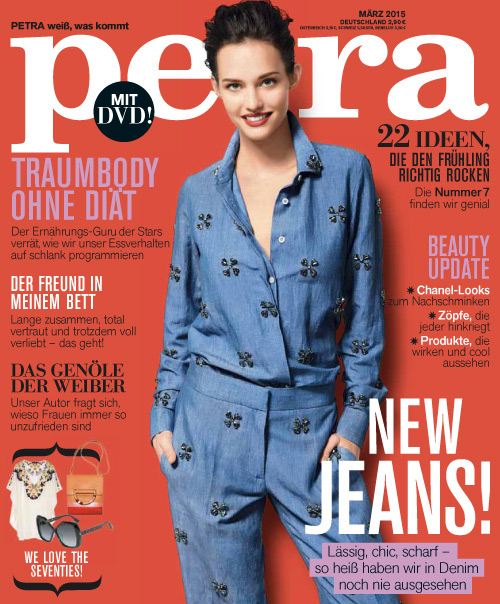 MÄRZ 2015
PETRA weiß, was kommt
DEUTSCHLAND 2,90€
petra
MIT
DVD!
22 IDEEN,
DIE DEN FRÜHLING
RICHTIG ROCKEN
Die Nummer 7
finden wir genial
TRAUMBODY
OHNE DIÄT
Der Ernährungs-Guru der Stars
verrät, wie wir unser Essverhalten
auf schlank programmieren
BEAUTY
UPDATE
* Chanel-Looks
zum Nachschminken
* Zöpfe, die
jeder hinkriegt
* Produkte, die
wirken und cool
aussehen
DER FREUND IN
MEINEM BETT
Lange zusammen, total
vertraut und trotzdem voll
verliebt – das geht!
DAS GENÖLE
DER WEIBER
Unser Autor fragt sich,
wieso Frauen immer so
unzufrieden sind
WE LOVE THE
SEVENTIES!
NEW
JEANS!
Lässig, chic, scharf –
so heiß haben wir in Denim
noch nie ausgesehen